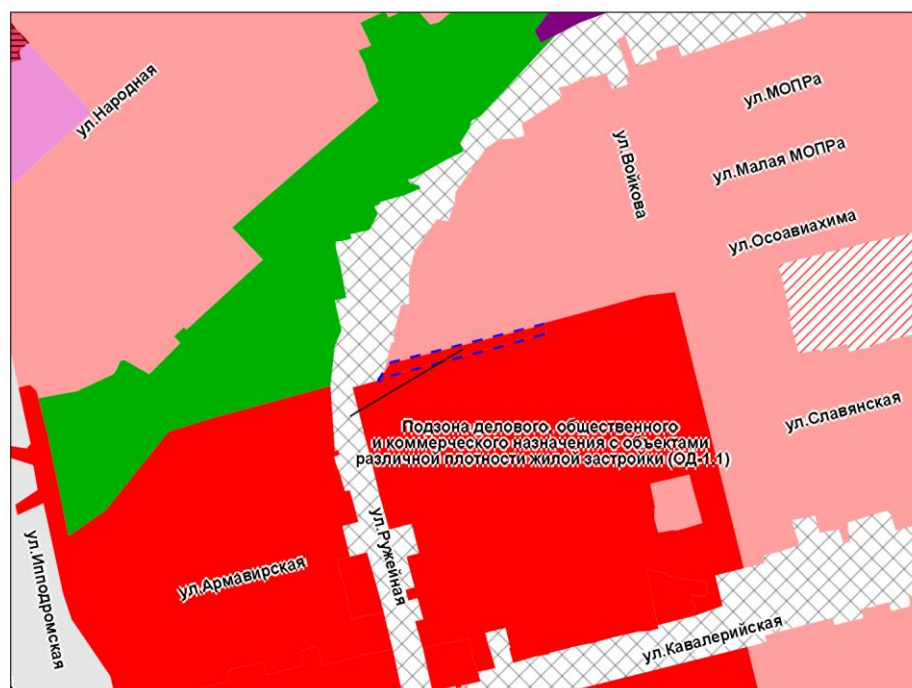 ул.Народная
ул.МОПРа
ул.Малая МОПРа
ул.Войкова
ул.Осоавиахима
ул.Славянская
Подзона делового, общественного
и коммерческого назначения с объектами
различной плотности жилой застройки (ОД-1.1)
ул.Ружейная
ул.Армавирская
ул.Ипподромская
ул.Кавалерийская